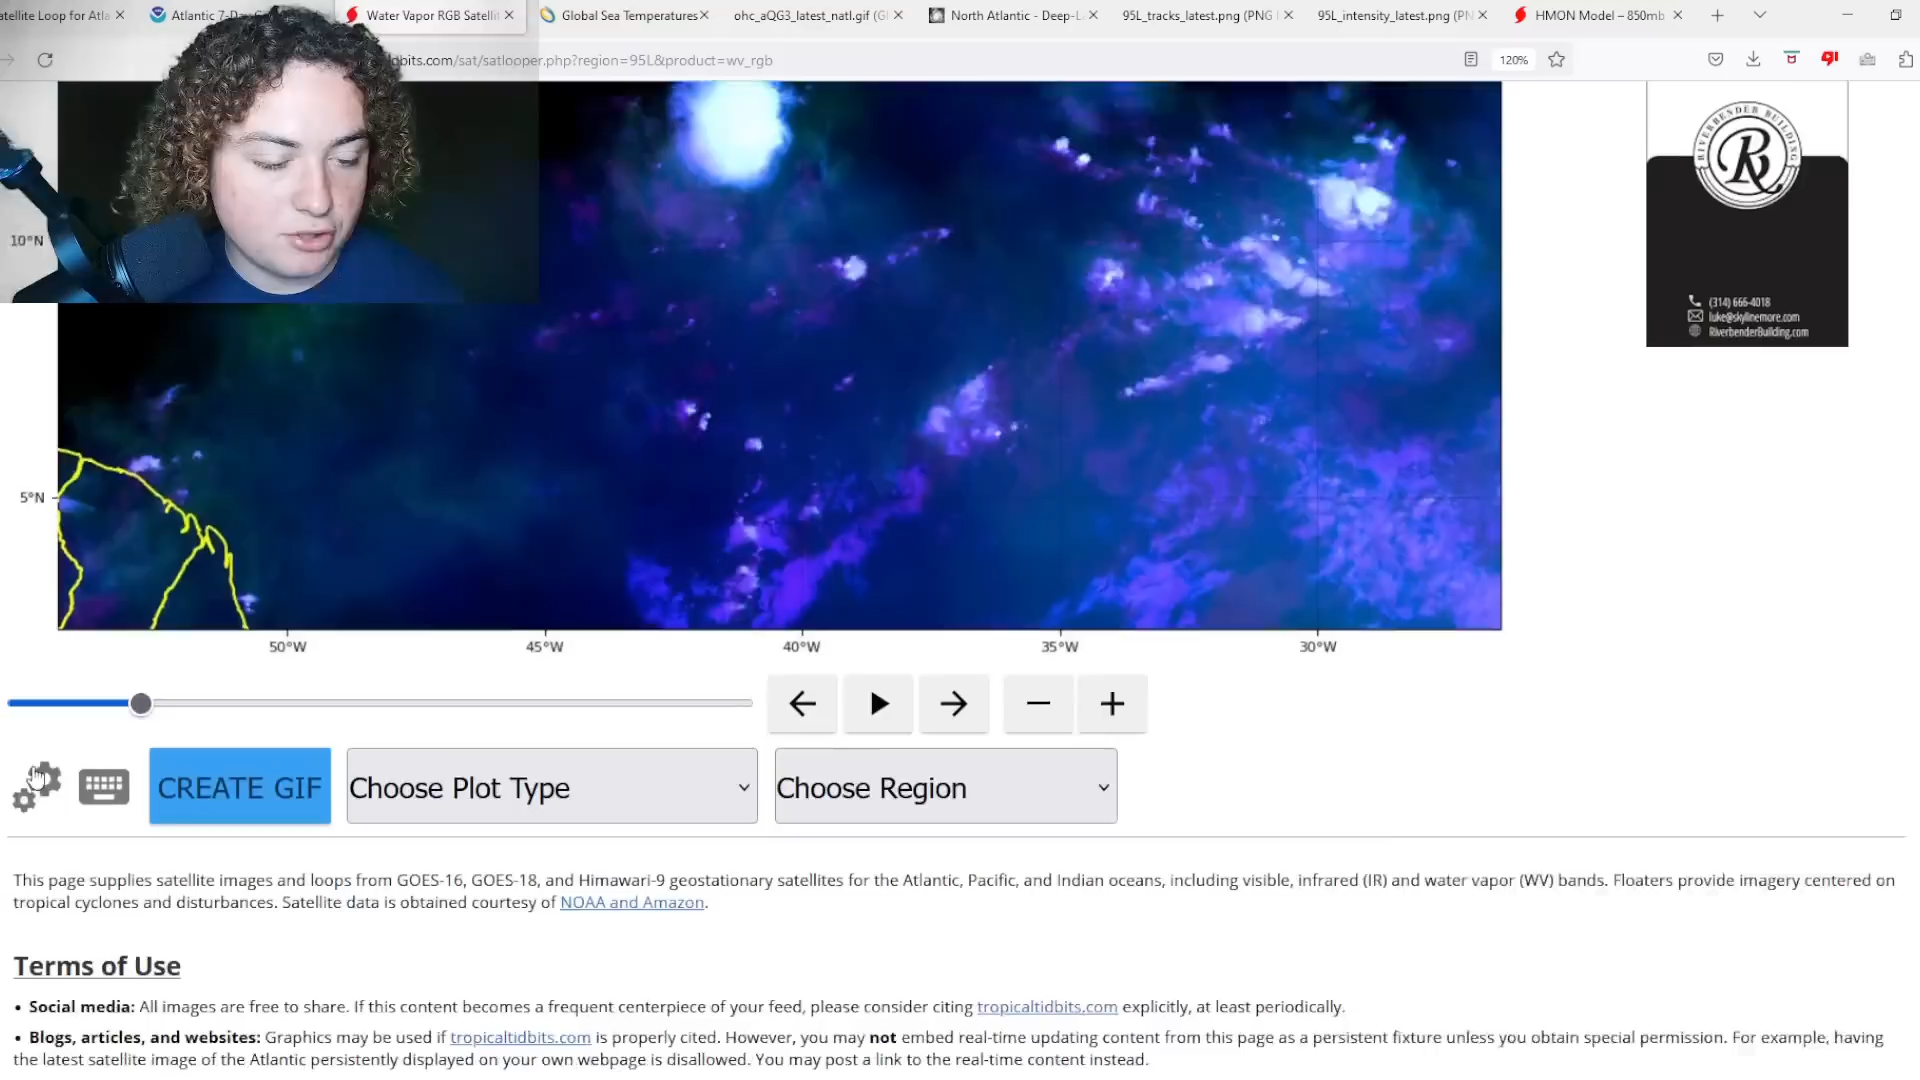 atellite Loop for Atla
Atlantic 7-Day G
Water Vapor RGB Satelli
Global Sea Temperatures
ohc_aQG3_latest_natl.gif (GI
North Atlantic - Deep-L
95L_tracks_latest.png (PNG I
95L_intensity_latest.png (PN
HMON Model – 850mb
dbits.com/sat/satlooper.php?region=95L&product=wv_rgb
120%
RIVERBENDER BUILDING
R
(314) 665-4018
luke@skylinemore.com
RiverbenderBuilding.com
10°N
5°N
50°W
45°W
40°W
35°W
30°W
CREATE GIF
Choose Plot Type
Choose Region
This page supplies satellite images and loops from GOES-16, GOES-18, and Himawari-9 geostationary satellites for the Atlantic, Pacific, and Indian oceans, including visible, infrared (IR) and water vapor (WV) bands. Floaters provide imagery centered on
tropical cyclones and disturbances. Satellite data is obtained courtesy of NOAA and Amazon.
Terms of Use
• Social media: All images are free to share. If this content becomes a frequent centerpiece of your feed, please consider citing tropicaltidbits.com explicitly, at least periodically.
• Blogs, articles, and websites: Graphics may be used if tropicaltidbits.com is properly cited. However, you may not embed real-time updating content from this page as a persistent fixture unless you obtain special permission. For example, having
the latest satellite image of the Atlantic persistently displayed on your own webpage is disallowed. You may post a link to the real-time content instead.